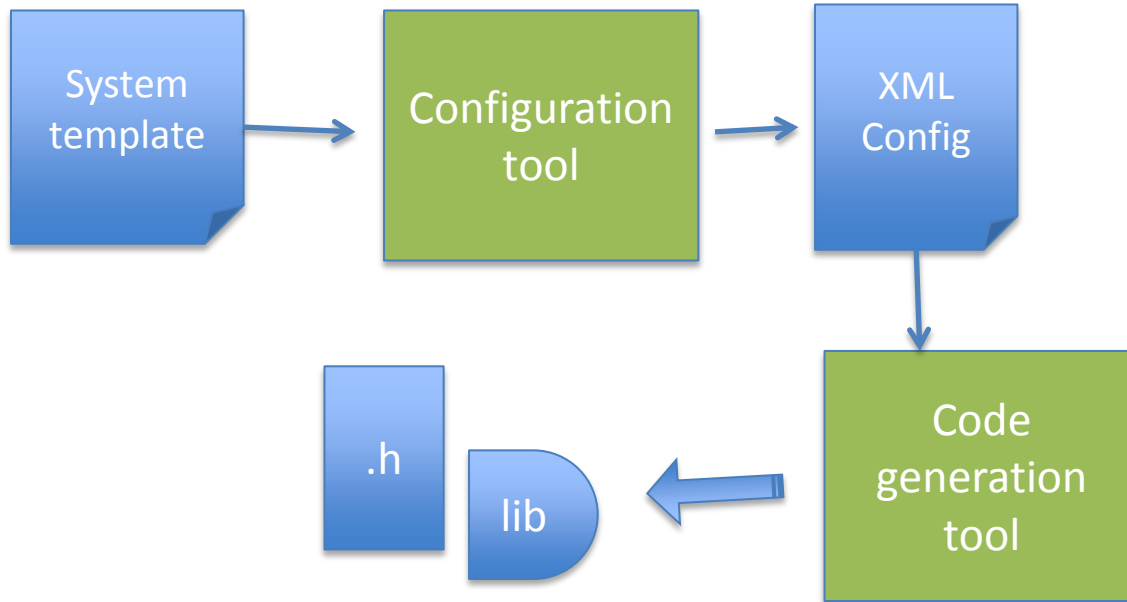 System
template
Configuration
tool
XML
Config
.h
lib
Code
generation
tool